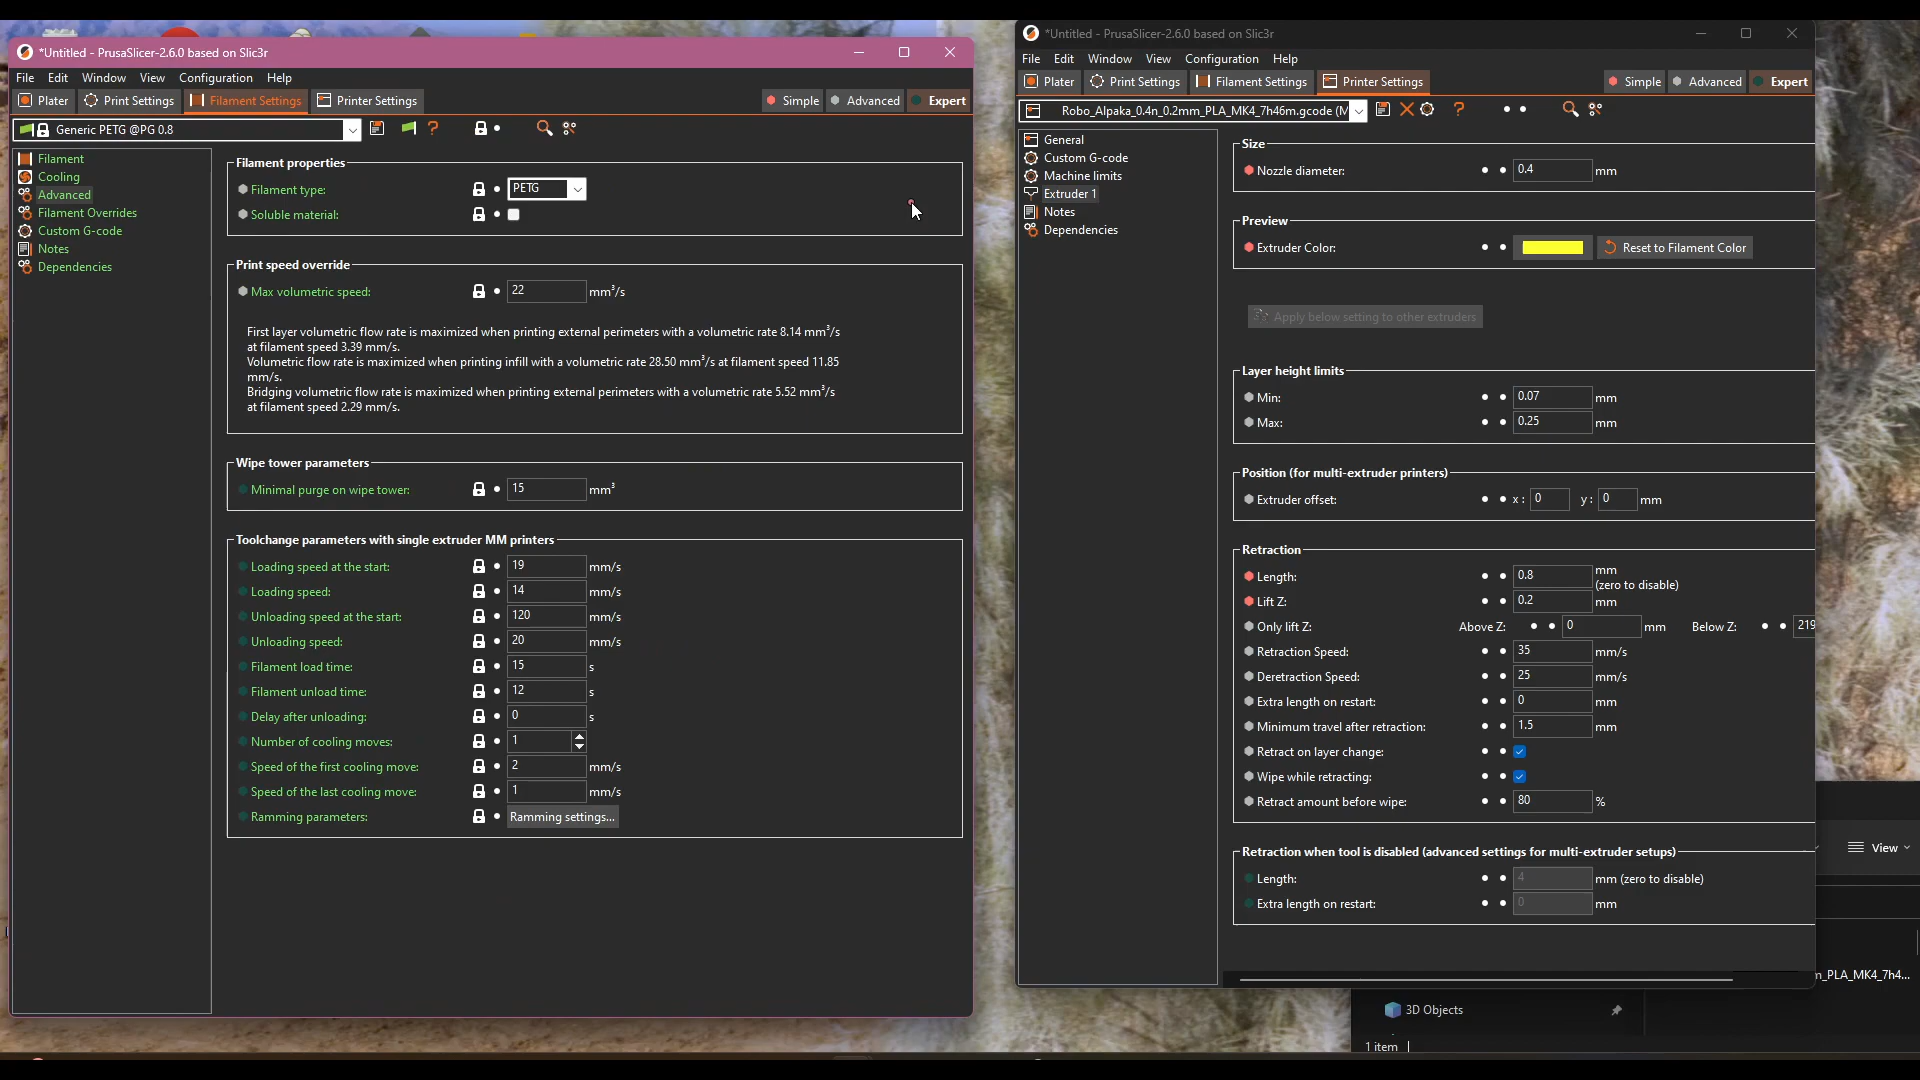 *Untitled - PrusaSlicer-2.6.0 based on Slic3r
File Edit Window View Configuration Help
Plater Print Settings Filament Settings Printer Settings Simple Advanced Expert
Generic PETG @PG 0.8
Filament
Cooling
Advanced
Filament Overrides
Custom G-code
Notes
Dependencies
Filament properties
Filament type: PETG
Soluble material:
Print speed override
Max volumetric speed: 22 mm³/s
First layer volumetric flow rate is maximized when printing external perimeters with a volumetric rate 8.14 mm³/s
at filament speed 3.39 mm/s.
Volumetric flow rate is maximized when printing infill with a volumetric rate 28.50 mm³/s at filament speed 11.85
mm/s.
Bridging volumetric flow rate is maximized when printing external perimeters with a volumetric rate 5.52 mm³/s
at filament speed 2.29 mm/s.
Wipe tower parameters
Minimal purge on wipe tower: 15 mm³
Toolchange parameters with single extruder MM printers
Loading speed at the start: 19 mm/s
Loading speed: 14 mm/s
Unloading speed at the start: 120 mm/s
Unloading speed: 20 mm/s
Filament load time: 15 s
Filament unload time: 12 s
Delay after unloading: 0 s
Number of cooling moves: 1
Speed of the first cooling move: 2 mm/s
Speed of the last cooling move: 1 mm/s
Ramming parameters: Ramming settings...
*Untitled - PrusaSlicer-2.6.0 based on Slic3r
File Edit Window View Configuration Help
Plater Print Settings Filament Settings Printer Settings Simple Advanced Expert
Robo_Alpaka_0.4n_0.2mm_PLA_MK4_7h46m.gcode (M
General
Custom G-code
Machine limits
Extruder 1
Notes
Dependencies
Size
Nozzle diameter: 0.4 mm
Preview
Extruder Color: Reset to Filament Color
Apply below setting to other extruders
Layer height limits
Min: 0.07 mm
Max: 0.25 mm
Position (for multi-extruder printers)
Extruder offset: x: 0 y: 0 mm
Retraction
Length: 0.8 mm
(zero to disable)
Lift Z: 0.2 mm
Only lift Z: Above Z: 0 mm Below Z: 219
Retraction Speed: 35 mm/s
Deretraction Speed: 25 mm/s
Extra length on restart: 0 mm
Minimum travel after retraction: 1.5 mm
Retract on layer change:
Wipe while retracting:
Retract amount before wipe: 80 %
Retraction when tool is disabled (advanced settings for multi-extruder setups)
Length: 4 mm (zero to disable)
Extra length on restart: 0 mm
View
_PLA_MK4_7h4...
3D Objects
1 item